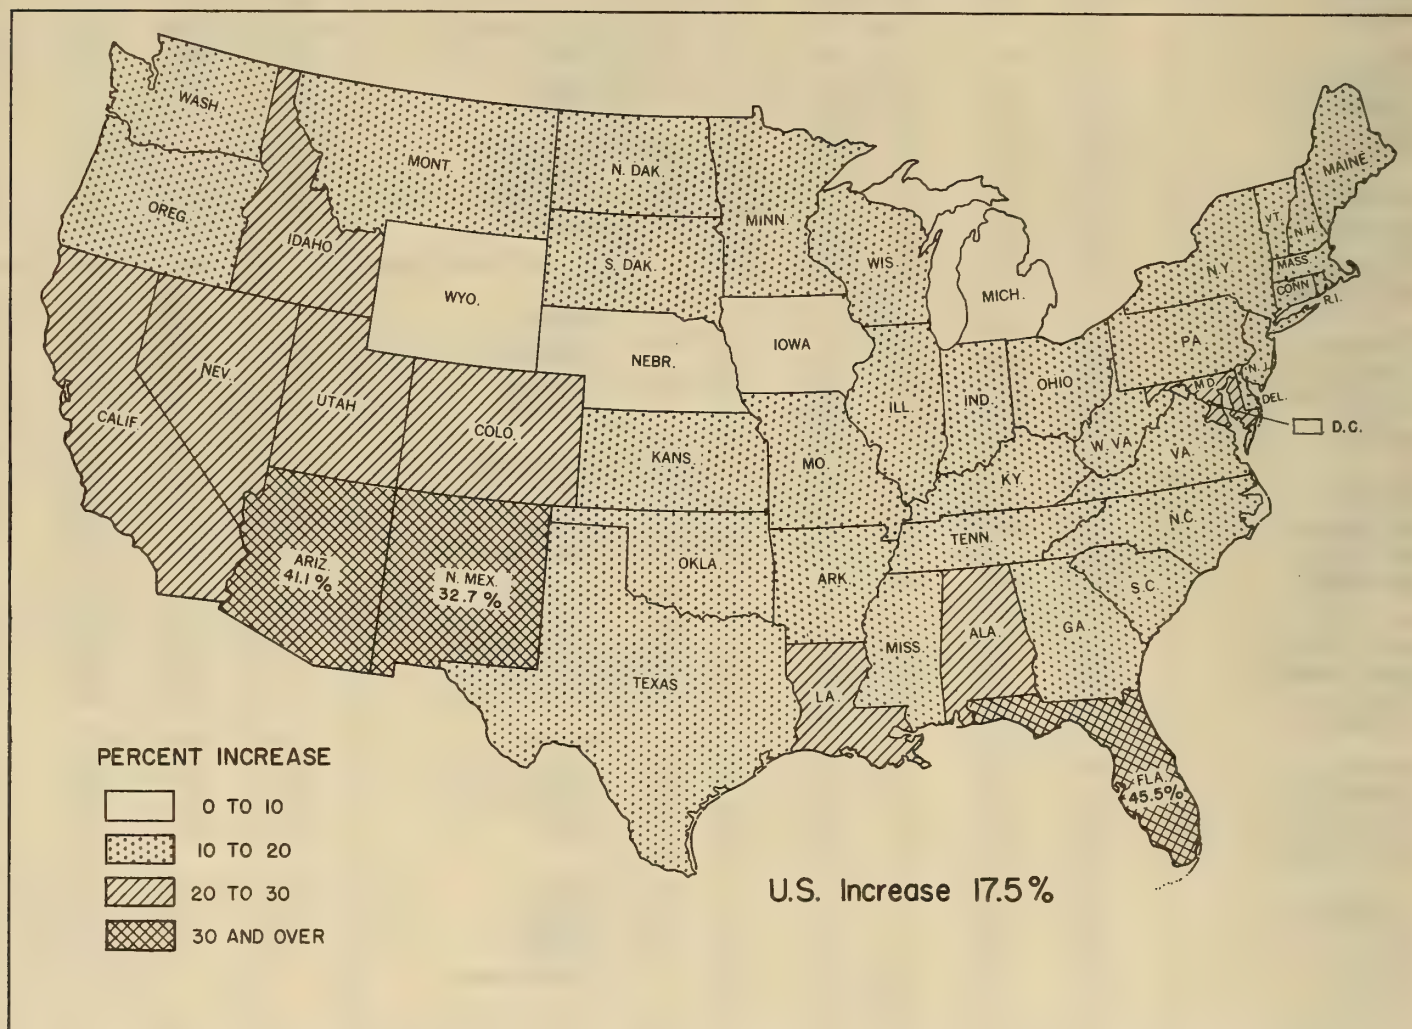 WASH.
MONT.
N. DAK.
MINN.
MAINE
OREG.
IDAHO
S. DAK.
WIS.
MICH.
N.Y.
VT.
N.H.
MASS.
CONN.
R.I.
WYO.
NEBR.
IOWA
PA.
N.J.
NEV.
UTAH
COLO.
CALIF.
KANS.
MO.
ILL.
IND.
OHIO
W. VA.
MD.
DEL.
D.C.
VA.
KY.
N.C.
TENN.
ARIZ.
41.1 %
N. MEX.
32.7 %
OKLA.
ARK.
S.C.
MISS.
ALA.
GA.
TEXAS
LA.
FLA.
45.5%
PERCENT INCREASE
0 TO 10
10 TO 20
20 TO 30
30 AND OVER
U.S. Increase 17.5%